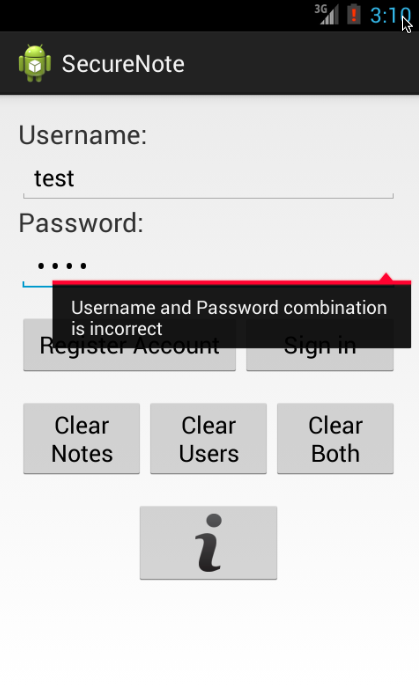 3G 3:10
SecureNote
Username:
test
Password:
••••
Username and Password combination
is incorrect
Register Account
Sign in
Clear
Notes
Clear
Users
Clear
Both
i